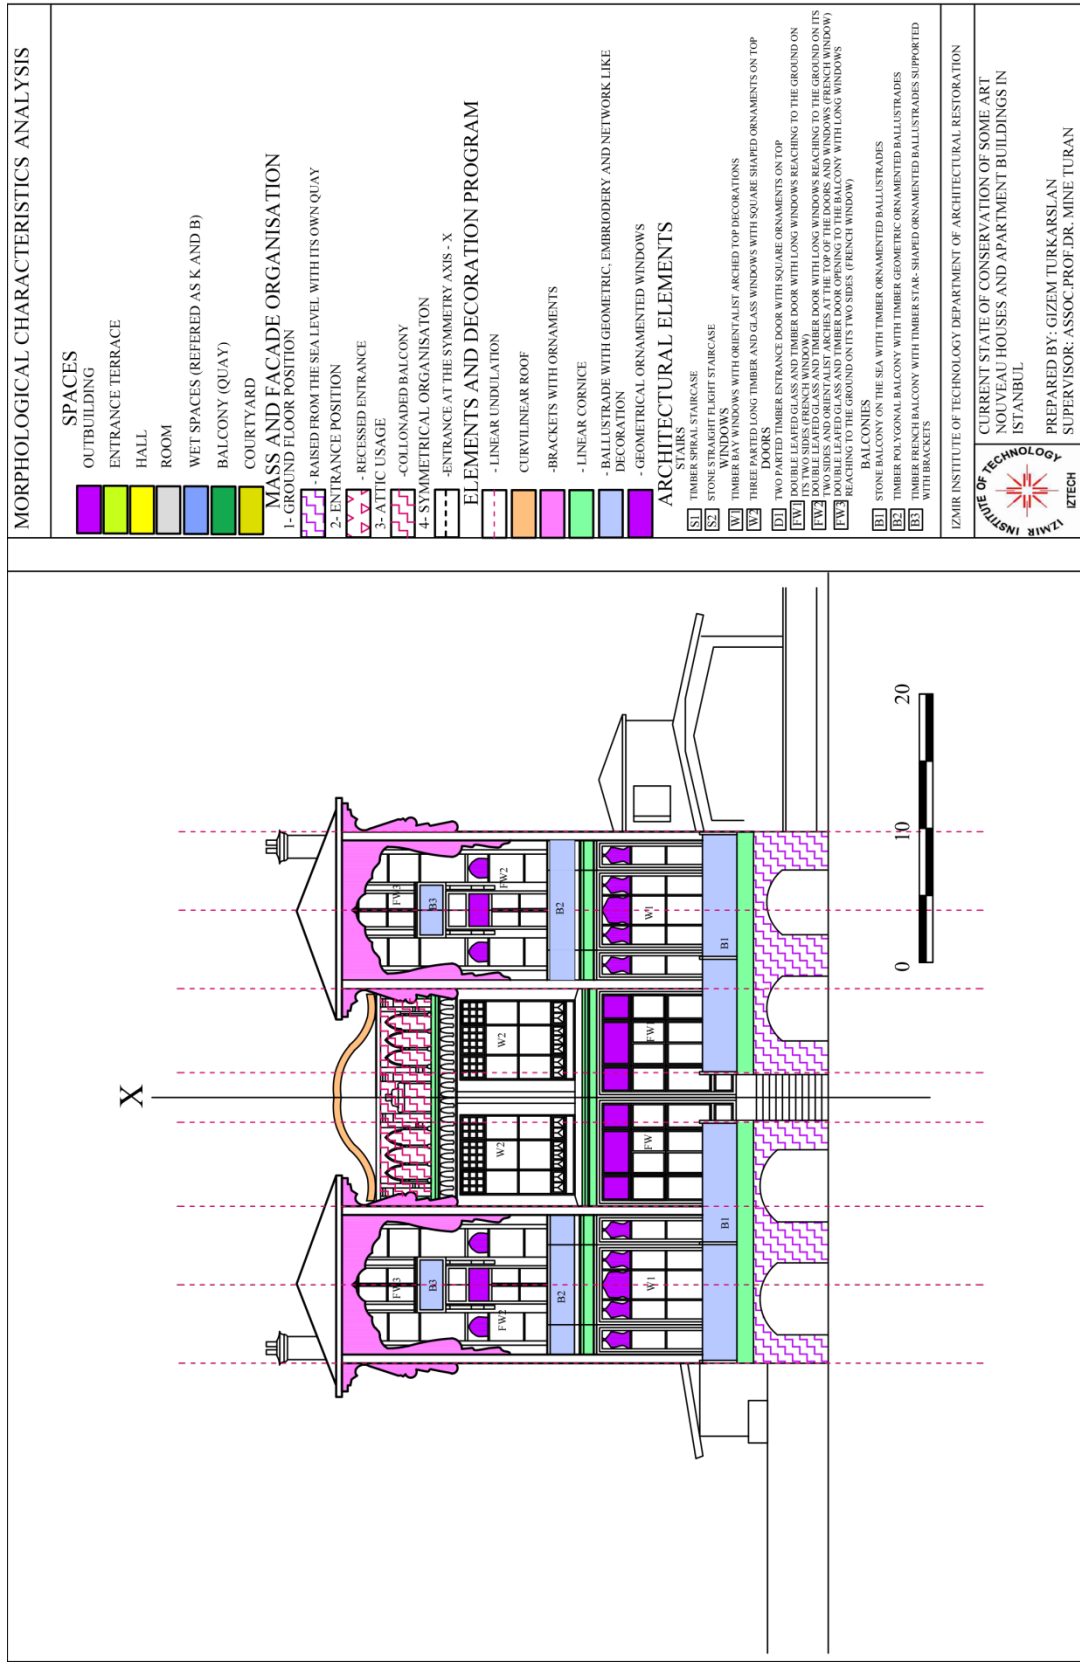 MORPHOLOGICAL CHARACTERISTICS ANALYSIS
SPACES
OUTBUILDING
ENTRANCE TERRACE
HALL
ROOM
WET SPACES (REFERED AS K AND B)
BALCONY (QUAY)
COURTYARD
MASS AND FACADE ORGANISATION
1- GROUND FLOOR POSITION
- RAISED FROM THE SEA LEVEL WITH ITS OWN QUAY
2- ENTRANCE POSITION
- RECESSED ENTRANCE
3- ATTIC USAGE
-COLLONADED BALCONY
4- SYMMETRICAL ORGANISATON
-ENTRANCE AT THE SYMMETRY AXIS - X
ELEMENTS AND DECORATION PROGRAM
- LINEAR UNDULATION
CURVILINEAR ROOF
-BRACKETS WITH ORNAMENTS
- LINEAR CORNICE
- BALLUSTRADE WITH GEOMETRIC, EMBRIODERY AND NETWORK LIKE
DECORATION
- GEOMETRICAL ORNAMENTED WINDOWS
ARCHITECTURAL ELEMENTS
STAIRS
S1 TIMBER SPIRAL STAIRCASE
S2 STONE STRAIGHT FLIGHT STAIRCASE
WINDOWS
W1 TIMBER BAY WINDOWS WITH ORIENTALIST ARCHED TOP DECORATIONS
W2 THREE PARTED LONG TIMBER AND GLASS WINDOWS WITH SQUARE SHAPED ORNAMENTS ON TOP
DOORS
D1 TWO PARTED TIMBER ENTRANCE DOOR WITH SQUARE ORNAMENTS ON TOP
FW1 DOUBLE LEAFED GLASS AND TIMBER DOOR WITH LONG WINDOWS REACHING TO THE GROUND ON
ITS TWO SIDES (FRENCH WINDOW)
FW2 DOUBLE LEAFED GLASS AND TIMBER DOOR WITH LONG WINDOWS REACHING TO THE GROUND ON ITS
TWO SIDES AND ORIENTALIST ARCHES AT THE TOP OF THE DOORS AND WINDOWS (FRENCH WINDOW)
FW3 DOUBLE LEAFED GLASS AND TIMBER DOOR OPENING TO THE BALCONY WITH LONG WINDOWS
REACHING TO THE GROUND ON ITS TWO SIDES (FRENCH WINDOW)
BALCONIES
B1 STONE BALCONY ON THE SEA WITH TIMBER ORNAMENTED BALLUSTRADES
B2 TIMBER POLYGONAL BALCONY WITH TIMBER GEOMETRIC ORNAMENTED BALLUSTRADES
B3 TIMBER FRENCH BALCONY WITH TIMBER STAR- SHAPED ORNAMENTED BALLUSTRADES SUPPORTED
WITH BRACKETS
IZMIR INSTITUTE OF TECHNOLOGY DEPARTMENT OF ARCHITECTURAL RESTORATION
IZMIR INSTITUTE OF TECHNOLOGY
IZTECH
CURRENT STATE OF CONSERVATION OF SOME ART
NOUVEAU HOUSES AND APARTMENT BUILDINGS IN
ISTANBUL
PREPARED BY: GIZEM TURKARSLAN
SUPERVISOR: ASSOC.PROF.DR. MINE TURAN
X
FW3
FW3
B3
B3
FW2
FW2
W2
W2
B2
B2
W1
FW
FW1
W1
B1
B1
0
10
20